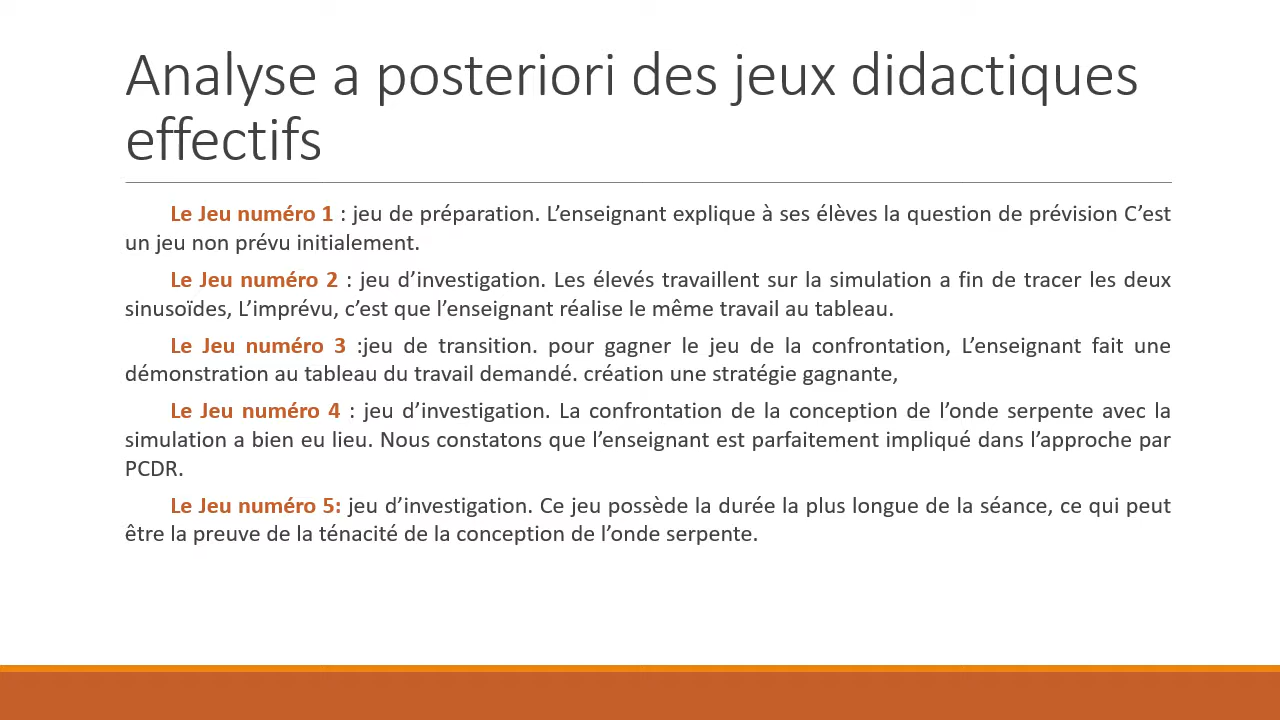 Analyse a posteriori des jeux didactiques
effectifs
Le Jeu numéro 1 : jeu de préparation. L’enseignant explique à ses élèves la question de prévision C’est
un jeu non prévu initialement.
Le Jeu numéro 2 : jeu d’investigation. Les élevés travaillent sur la simulation a fin de tracer les deux
sinusoïdes, L’imprévu, c’est que l’enseignant réalise le même travail au tableau.
Le Jeu numéro 3 :jeu de transition. pour gagner le jeu de la confrontation, L’enseignant fait une
démonstration au tableau du travail demandé. création une stratégie gagnante,
Le Jeu numéro 4 : jeu d’investigation. La confrontation de la conception de l’onde serpente avec la
simulation a bien eu lieu. Nous constatons que l’enseignant est parfaitement impliqué dans l’approche par
PCDR.
Le Jeu numéro 5: jeu d’investigation. Ce jeu possède la durée la plus longue de la séance, ce qui peut
être la preuve de la ténacité de la conception de l’onde serpente.